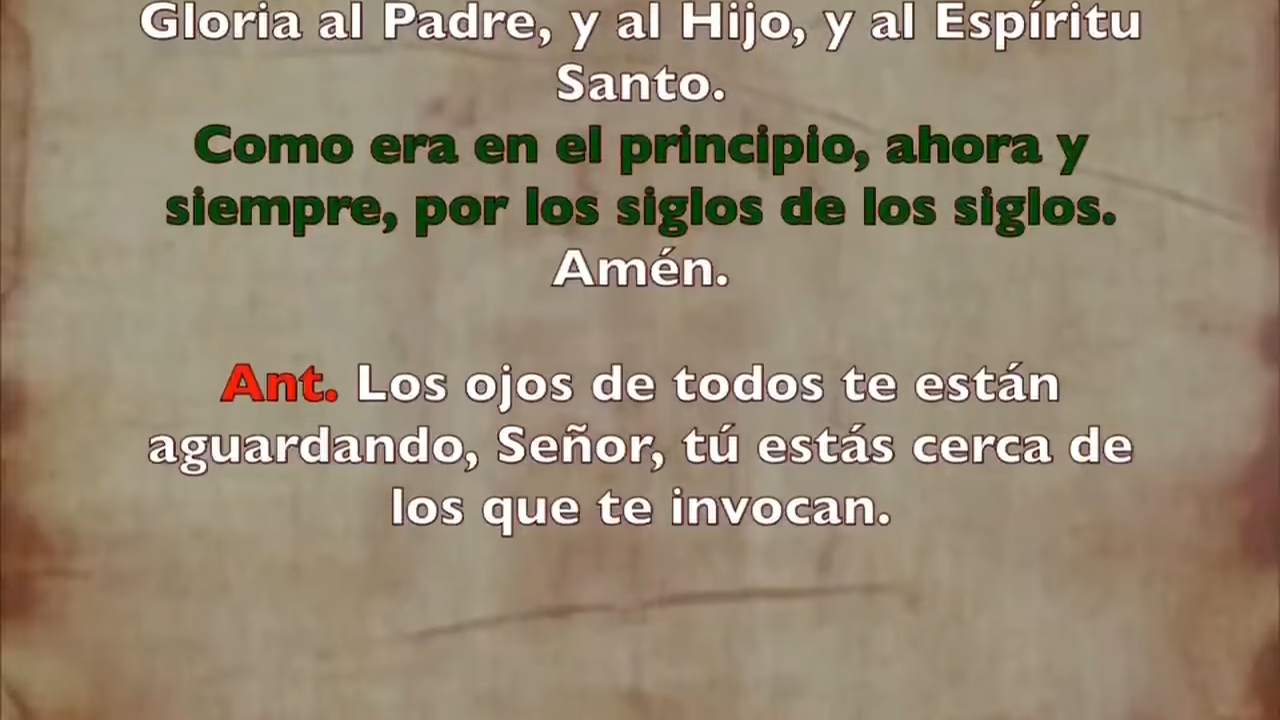 Gloria al Padre, y al Hijo, y al Espíritu
Santo.
Como era en el principio, ahora y
siempre, por los siglos de los siglos.
Amén.
Ant. Los ojos de todos te están
aguardando, Señor, tú estás cerca de
los que te invocan.